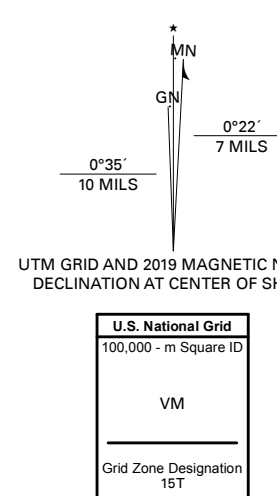 ★
MN
GN
0°22´
7 MILS
0°35´
10 MILS
UTM GRID AND 2019 MAGNETIC N
DECLINATION AT CENTER OF SH
U.S. National Grid
100,000 - m Square ID
VM
Grid Zone Designation
15T